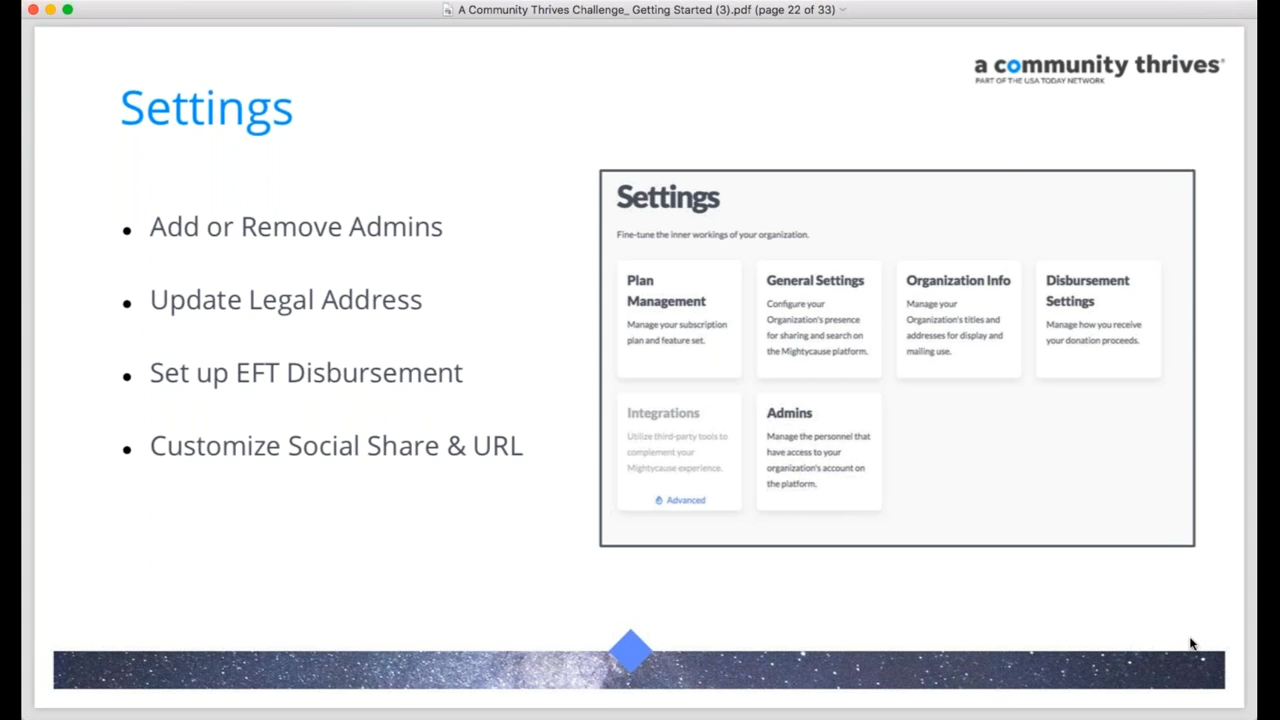 A Community Thrives Challenge_ Getting Started (3).pdf (page 22 of 33)
a community thrives®
PART OF THE USA TODAY NETWORK
Settings
• Add or Remove Admins
• Update Legal Address
• Set up EFT Disbursement
• Customize Social Share & URL
Settings
Fine-tune the inner workings of your organization.
Plan
Management
Manage your subscription
plan and feature set.
General Settings
Configure your
Organization's presence
for sharing and search on
the Mightycause platform.
Organization Info
Manage your
Organization's titles and
addresses for display and
mailing use.
Disbursement
Settings
Manage how you receive
your donation proceeds.
Integrations
Utilize third-party tools to
complement your
Mightycause experience.
Advanced
Admins
Manage the personnel that
have access to your
organization's account on
the platform.